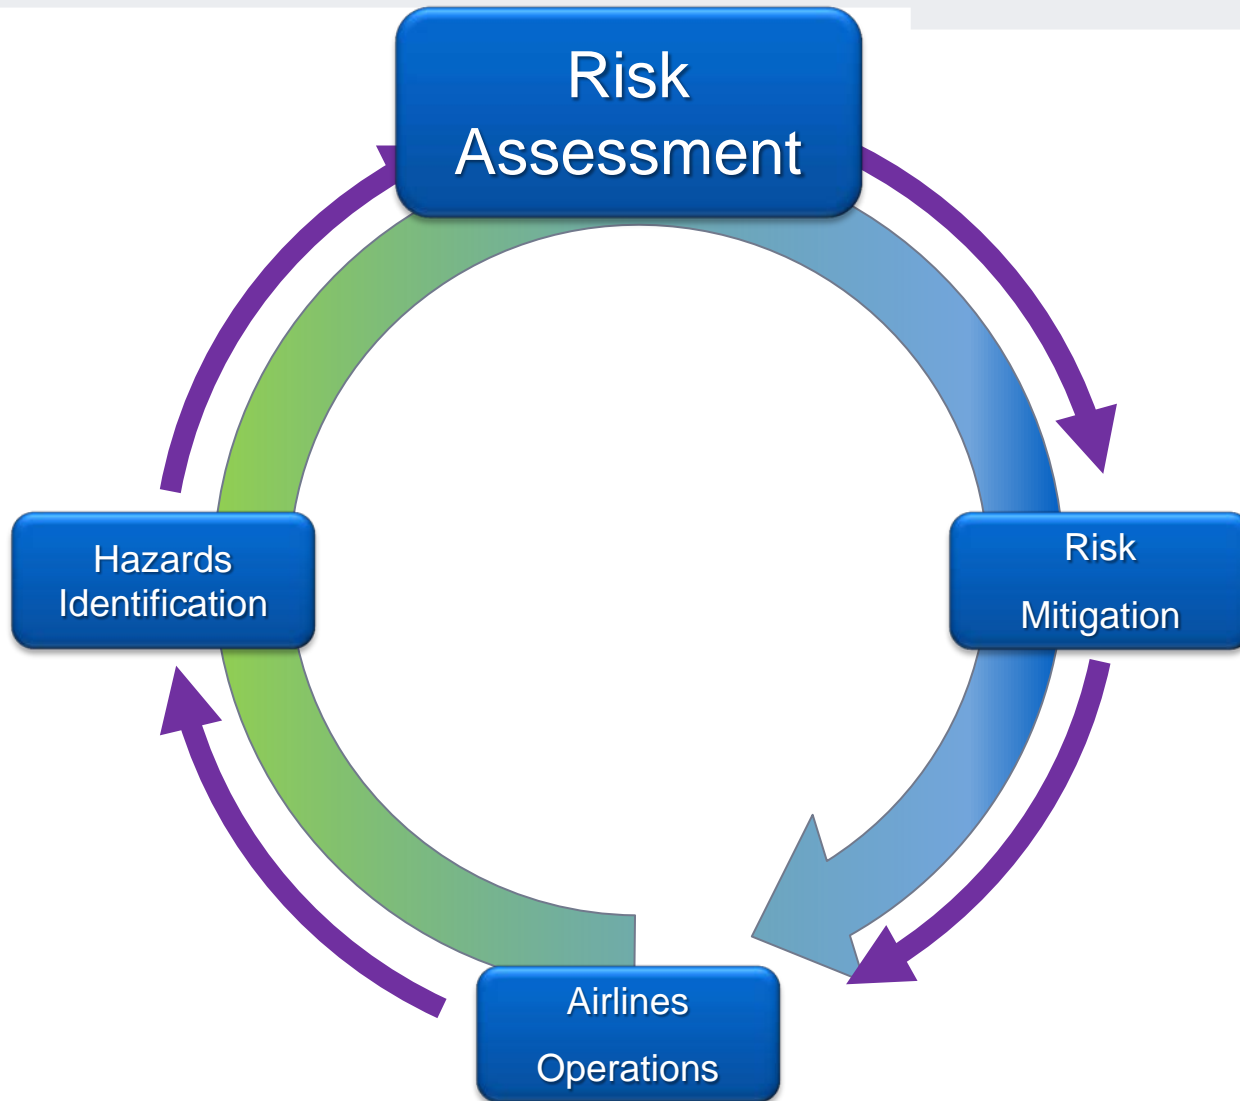 Risk
Assessment
Hazards
Identification
Risk
Mitigation
Airlines
Operations